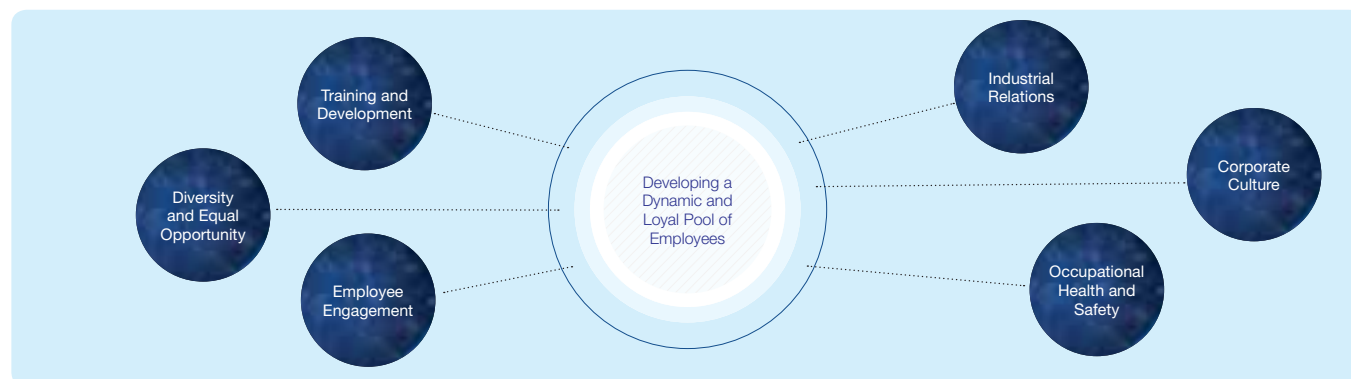 Training and
Development
Diversity
and Equal
Opportunity
Employee
Engagement
Developing a
Dynamic and
Loyal Pool of
Employees
Industrial
Relations
Corporate
Culture
Occupational
Health and
Safety